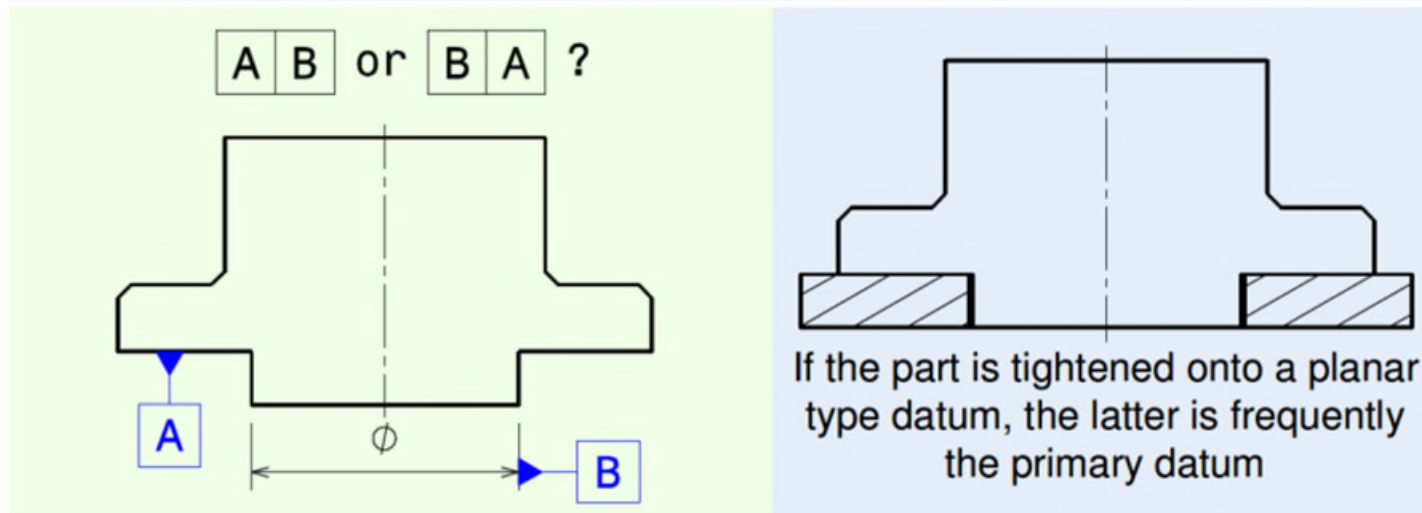 A B or B A ?
A
∅
B
If the part is tightened onto a planar
type datum, the latter is frequently
the primary datum